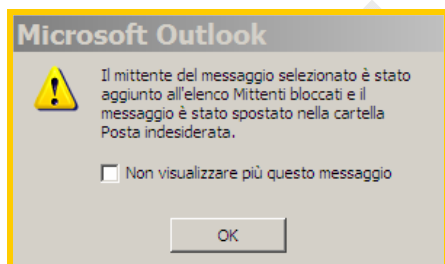 Microsoft Outlook
Il mittente del messaggio selezionato è stato
aggiunto all'elenco Mittenti bloccati e il
messaggio è stato spostato nella cartella
Posta indesiderata.
Non visualizzare più questo messaggio
OK